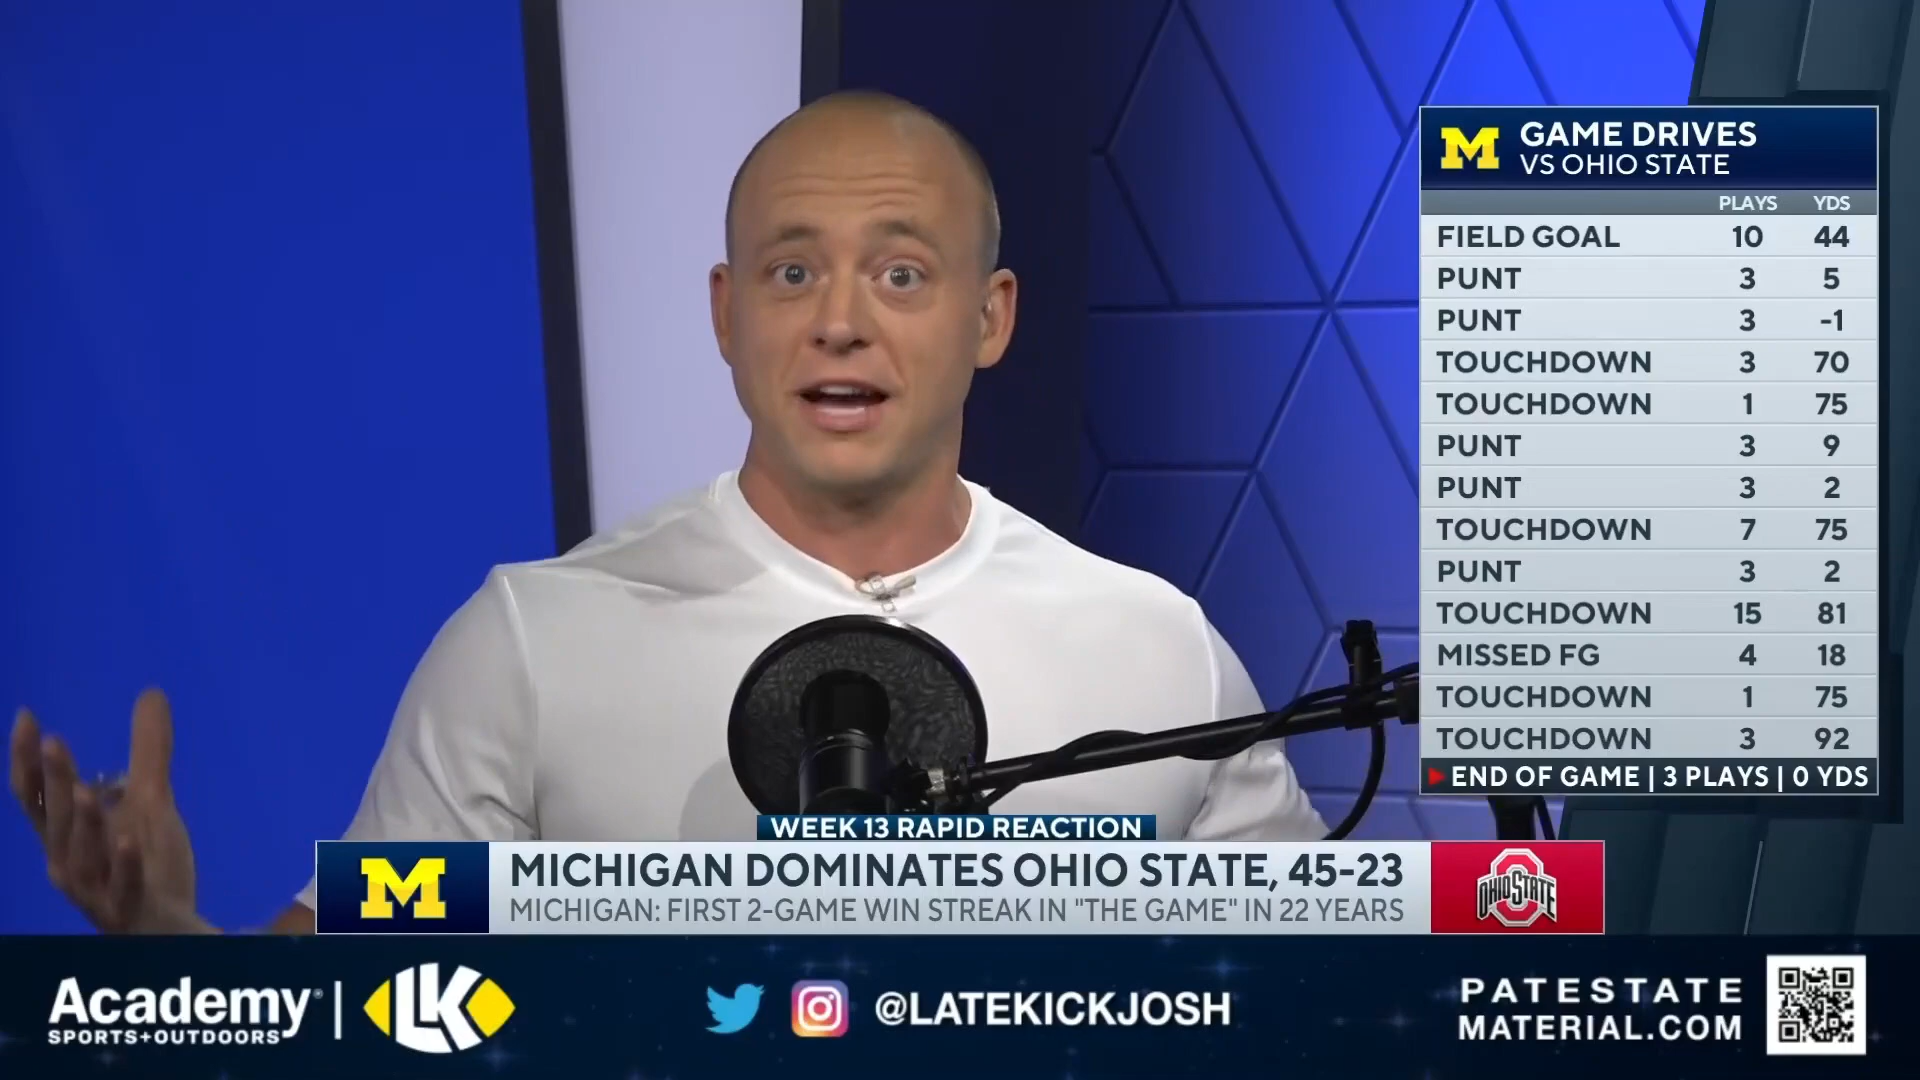 M
GAME DRIVES
VS OHIO STATE
PLAYS YDS
FIELD GOAL 10 44
PUNT 3 5
PUNT 3 -1
TOUCHDOWN 3 70
TOUCHDOWN 1 75
PUNT 3 9
PUNT 3 2
TOUCHDOWN 7 75
PUNT 3 2
TOUCHDOWN 15 81
MISSED FG 4 18
TOUCHDOWN 1 75
TOUCHDOWN 3 92
END OF GAME | 3 PLAYS | 0 YDS
WEEK 13 RAPID REACTION
M
MICHIGAN DOMINATES OHIO STATE, 45-23
MICHIGAN: FIRST 2-GAME WIN STREAK IN "THE GAME" IN 22 YEARS
OHIO STATE
Academy
SPORTS+OUTDOORS
LK
@LATEKICKJOSH
PATESTATE
MATERIAL.COM